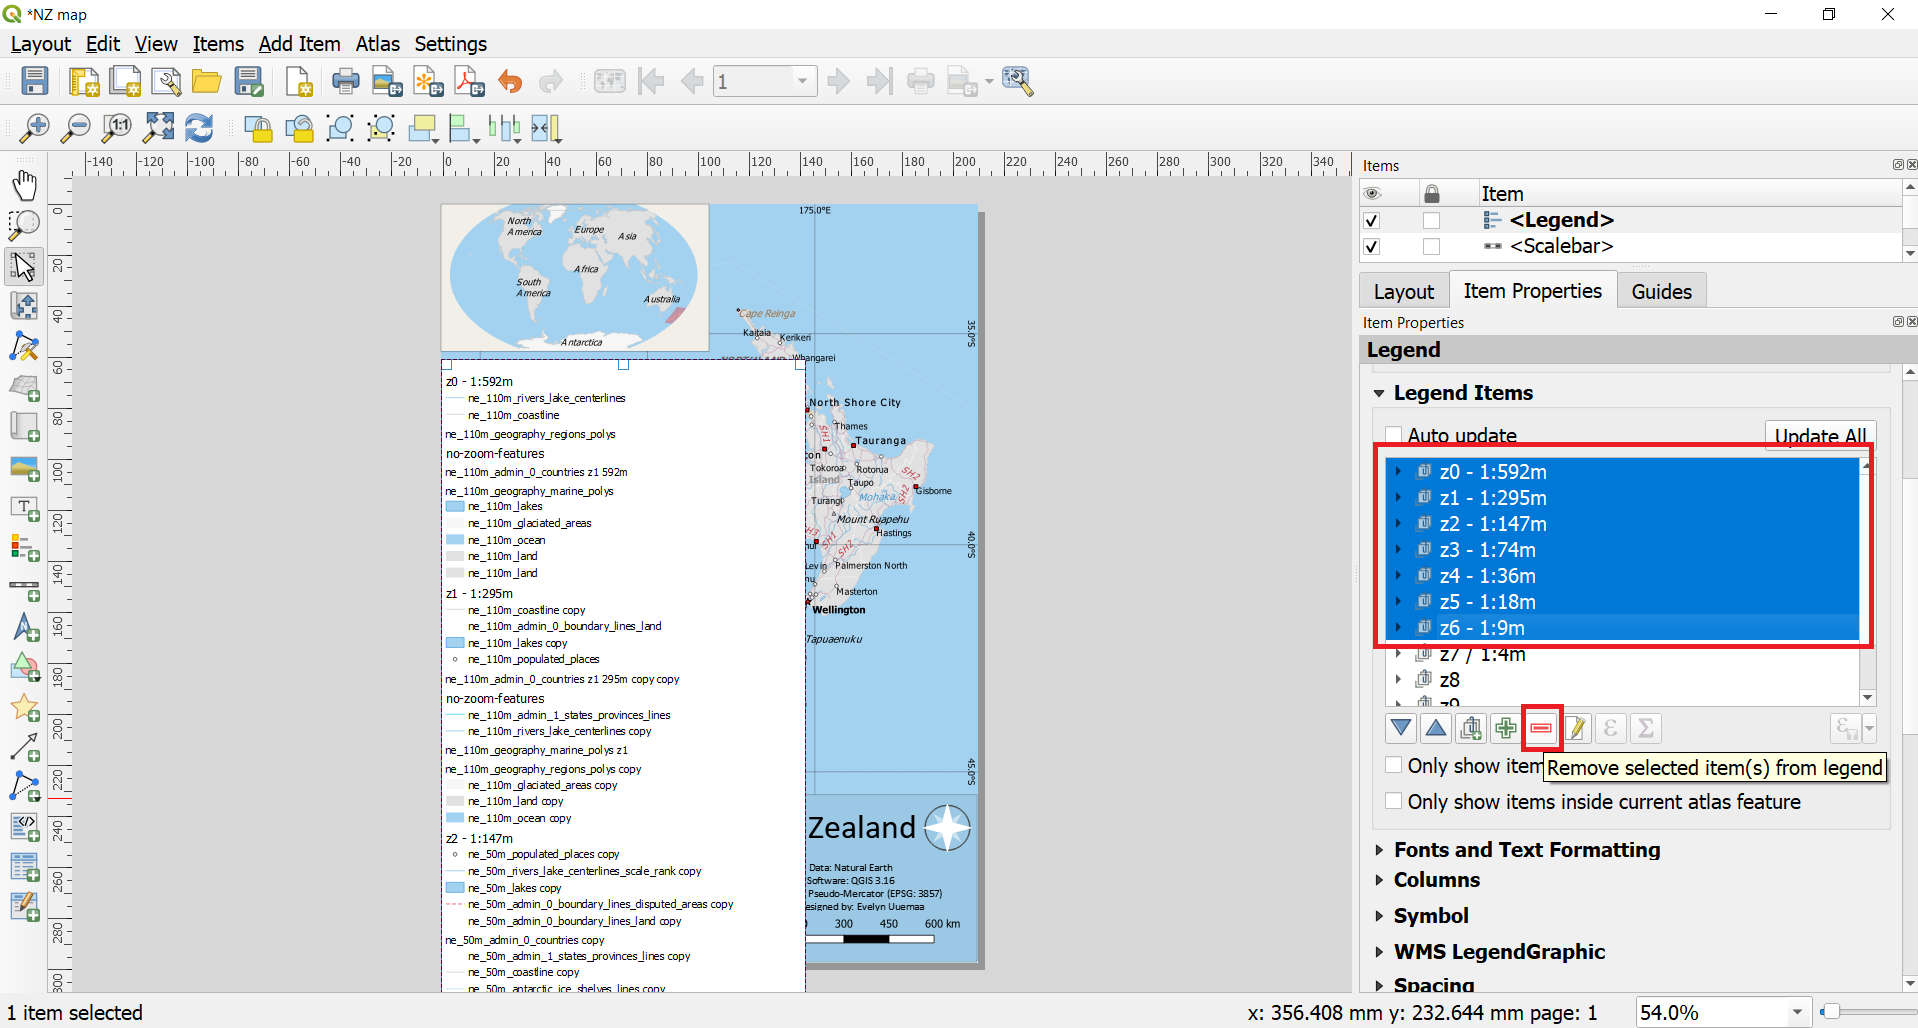 *NZ map
Layout Edit View Items Add Item Atlas Settings
1
-140 -120 -100 -80 -60 -40 -20 0 20 40 60 80 100 120 140 160 180 200 220 240 260 280 300 320 340
0
20
40
60
80
100
120
140
160
180
200
220
240
260
280
300
North America
Europe
Asia
Africa
South America
Australia
Antarctica
175.0°E
35.0°S
40.0°S
45.0°S
Cape Reinga
Kaitaia
Kerikeri
Whangarei
North Shore City
Thames
SH1
Tauranga
ton
Tokoroa
Rotorua
SH2
Island
Taupo
Turangi
Mohaka
SH2
Gisborne
Mount Ruapehu
SH3
SH1
SH2
Hastings
Levin
Palmerston North
Masterton
Wellington
Tapuaenuku
z0 - 1:592m
ne_110m_rivers_lake_centerlines
ne_110m_coastline
ne_110m_geography_regions_polys
no-zoom-features
ne_110m_admin_0_countries z1 592m
ne_110m_geography_marine_polys
ne_110m_lakes
ne_110m_glaciated_areas
ne_110m_ocean
ne_110m_land
ne_110m_land
z1 - 1:295m
ne_110m_coastline copy
ne_110m_admin_0_boundary_lines_land
ne_110m_lakes copy
ne_110m_populated_places
ne_110m_admin_0_countries z1 295m copy copy
no-zoom-features
ne_110m_admin_1_states_provinces_lines
ne_110m_rivers_lake_centerlines copy
ne_110m_geography_marine_polys z1
ne_110m_geography_regions_polys copy
ne_110m_glaciated_areas copy
ne_110m_land copy
ne_110m_ocean copy
z2 - 1:147m
ne_50m_populated_places copy
ne_50m_rivers_lake_centerlines_scale_rank copy
ne_50m_lakes copy
ne_50m_admin_0_boundary_lines_disputed_areas copy
ne_50m_admin_0_boundary_lines_land copy
ne_50m_admin_0_countries copy
ne_50m_admin_1_states_provinces_lines copy
ne_50m_coastline copy
ne_50m_antarctic_ice_shelves_lines copy
Zealand
Data: Natural Earth
Software: QGIS 3.16
Pseudo-Mercator (EPSG: 3857)
esigned by: Evelyn Uuemaa
300 450 600 km
Items
Item
<Legend>
<Scalebar>
Layout Item Properties Guides
Item Properties
Legend
Legend Items
Auto update Update All
z0 - 1:592m
z1 - 1:295m
z2 - 1:147m
z3 - 1:74m
z4 - 1:36m
z5 - 1:18m
z6 - 1:9m
z7 / 1:4m
z8
z9
Only show item
Remove selected item(s) from legend
Only show items inside current atlas feature
Fonts and Text Formatting
Columns
Symbol
WMS LegendGraphic
Spacing
1 item selected
x: 356.408 mm y: 232.644 mm page: 1
54.0%